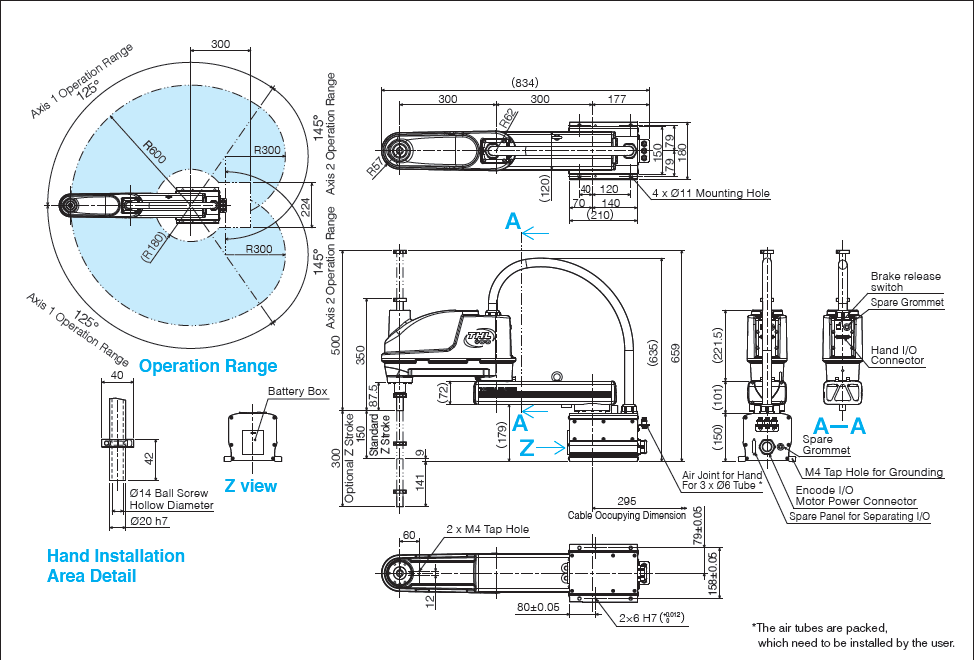 300
Axis 1 Operation Range
125°
R600
R300
145°
Axis 2 Operation Range
224
(R180)
R300
145°
Axis 2 Operation Range
125°
Axis 1 Operation Range
Operation Range
(834)
300
300
177
R62
R57
150
79
79
180
(120)
40
120
70
140
(210)
4 x Ø11 Mounting Hole
40
42
Ø14 Ball Screw
Hollow Diameter
Ø20 h7
Hand Installation
Area Detail
Battery Box
Z view
A
500
350
87.5
300
Optional Z Stroke
150
Standard
Z Stroke
9
141
THL
600
(72)
(179)
A
Z
(635)
659
Air Joint for Hand
For 3 x Ø6 Tube *
295
Cable Occupying Dimension
(221.5)
(101)
(150)
Brake release
switch
Spare Grommet
Hand I/O
Connector
A—A
Spare
Grommet
M4 Tap Hole for Grounding
Encode I/O
Motor Power Connector
Spare Panel for Separating I/O
60
2 x M4 Tap Hole
12
80±0.05
79±0.05
158±0.05
2×6 H7 (+0.012 0)
*The air tubes are packed,
which need to be installed by the user.